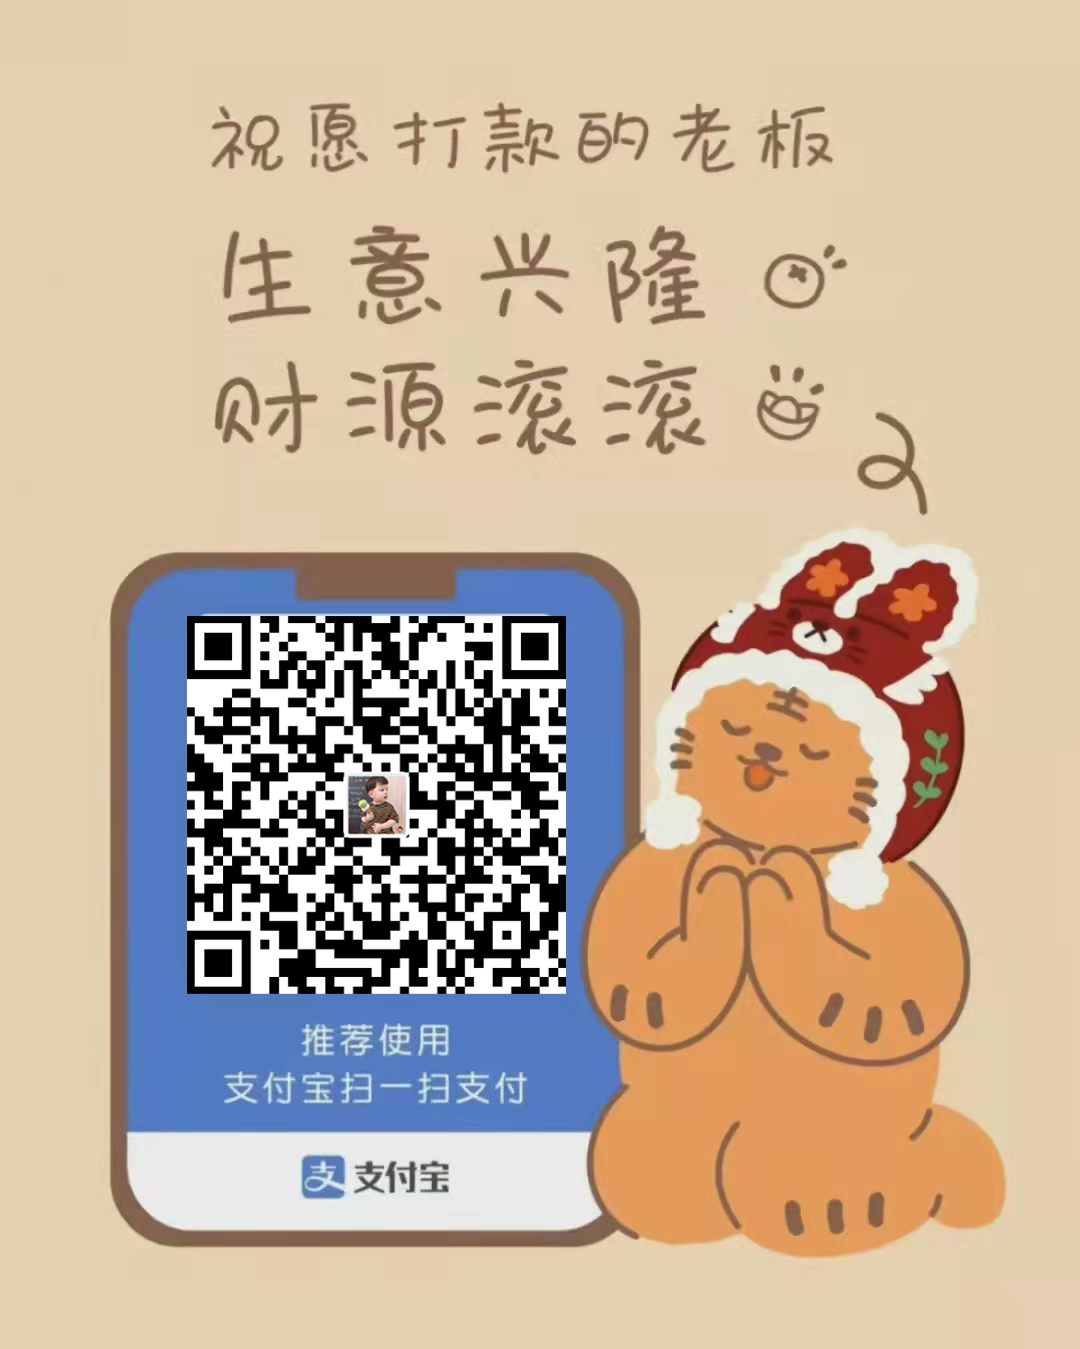 祝愿打款的老板
生意兴隆
财源滚滚
推荐使用
支付宝扫一扫支付
支 支付宝